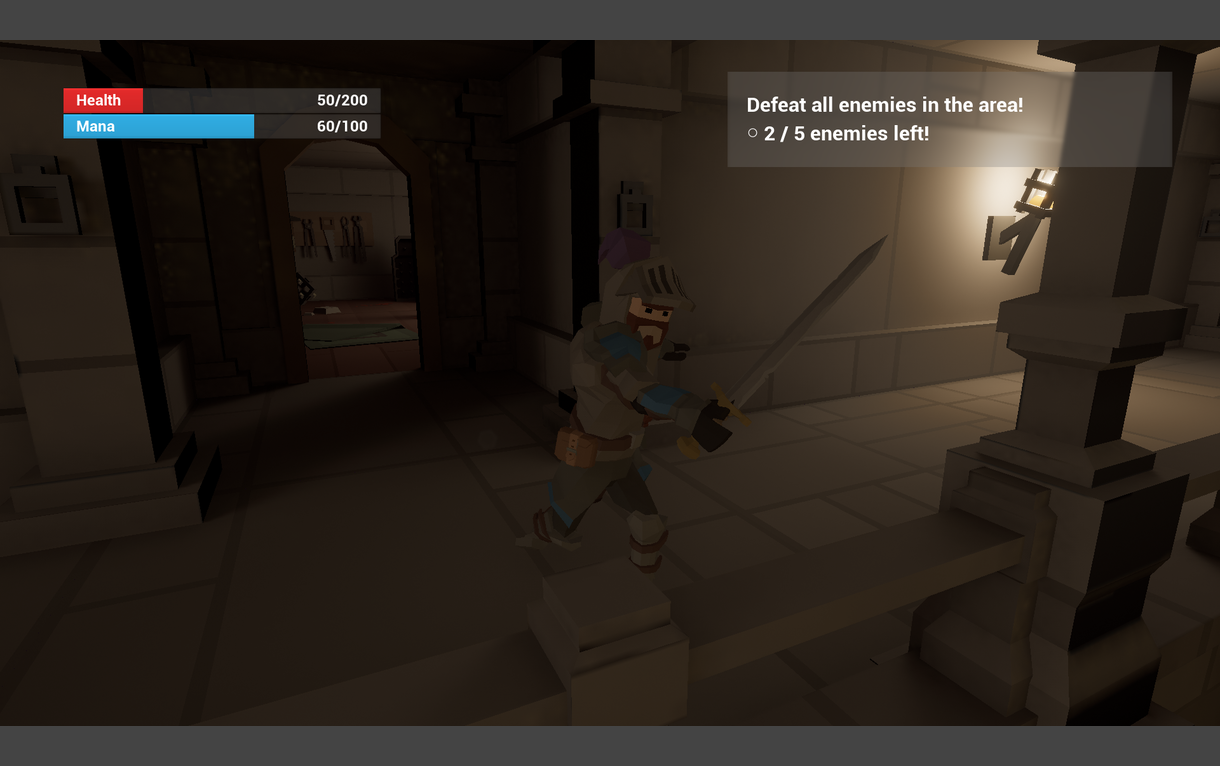 Health 50/200
Mana 60/100
Defeat all enemies in the area!
○ 2 / 5 enemies left!